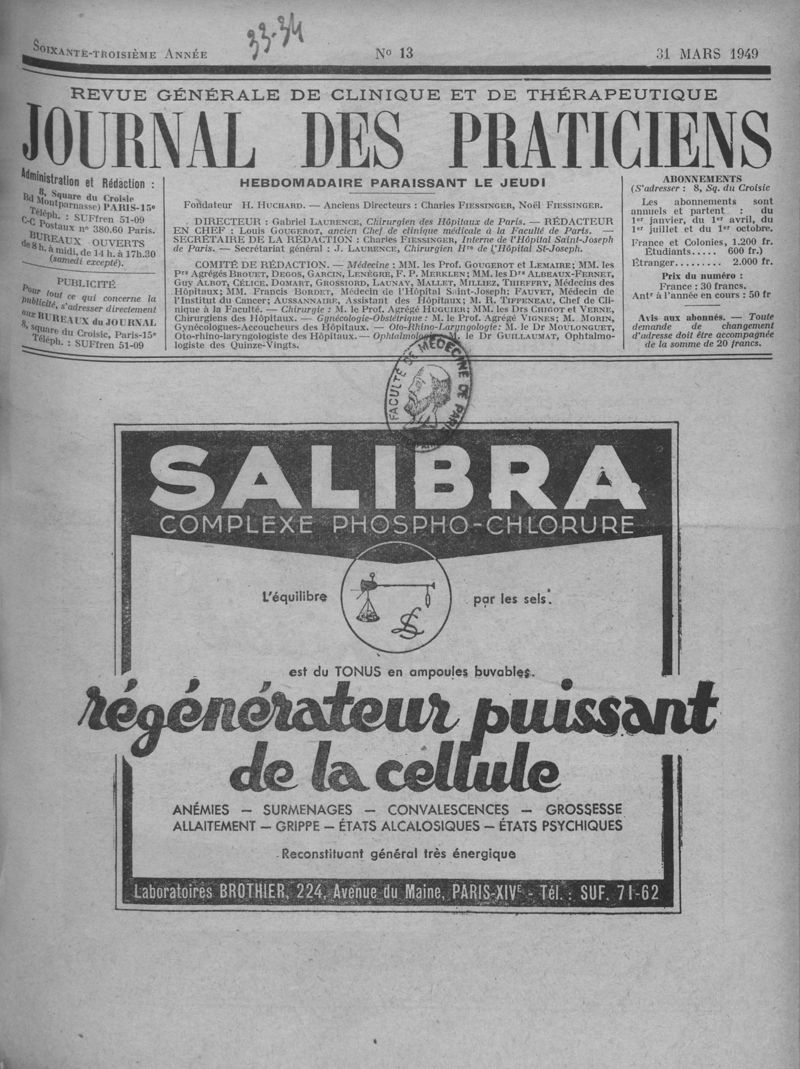 SOIXANTE-TROISIÈME ANNÉE
33-34
N° 13
31 MARS 1949
REVUE GÉNÉRALE DE CLINIQUE ET DE THÉRAPEUTIQUE
JOURNAL DES PRATICIENS
Administration et Rédaction :
8, Square du Croisic
(Bd Montparnasse) PARIS-15e
Téléph. : SUFfren 51-09
C-C Postaux n° 380.60 Paris.
BUREAUX OUVERTS
de 8 h. à midi, de 14 h. à 17h.30
(samedi excepté).
PUBLICITÉ
Pour tout ce qui concerne la
publicité, s'adresser directement
aux BUREAUX du JOURNAL
8, square du Croisic, Paris-15e
Téléph. : SUFfren 51-09
HEBDOMADAIRE PARAISSANT LE JEUDI
Fondateur H. HUCHARD. — Anciens Directeurs : Charles FIESSINGER, Noël FIESSINGER.
DIRECTEUR : Gabriel LAURENCE, Chirurgien des Hôpitaux de Paris. — RÉDACTEUR
EN CHEF : Louis GOUGEROT, ancien Chef de clinique médicale à la Faculté de Paris. —
SECRÉTAIRE DE LA RÉDACTION : Charles FIESSINGER, Interne de l'Hôpital Saint-Joseph
de Paris. — Secrétariat général : J. LAURENCE, Chirurgien Hre de L'Hôpital St-Joseph.
COMITÉ DE RÉDACTION. — Médecine : MM. les Prof. GOUGEROT et LEMAIRE; MM. les
Prs Agrégés BROUET, DEGOS, GARCIN, LENÈGRE, F. P. MERKLEN; MM. les Drs ALBEAUX-FERNET,
GUY ALBOT, CÉLICE, DOMART, GROSSIORD, LAUNAY, MALLET, MILLIEZ, THIEFFRY, Médecins des
Hôpitaux; MM. Francis BORDET, Médecin de l'Hôpital Saint-Joseph; FAUVET, Médecin de
l'Institut du Cancer; AUSSANNAIRE, Assistant des Hôpitaux; M. R. TIFFENEAU, Chef de Cli-
nique à la Faculté. — Chirurgie : M. le Prof. Agrégé HUGUIER; MM. les Drs CHIGOT et VERNE,
Chirurgiens des Hôpitaux. — Gynécologie-Obstétrique : M. le Prof. Agrégé VIGNES; M. MORIN,
Gynécologues-Accoucheurs des Hôpitaux. — Oto-Rhino-Laryngologie: M. le Dr MOULONGUET,
Oto-rhino-laryngologiste des Hôpitaux. — Ophtalmologie M. le Dr GUILLAUMAT, Ophtalmo-
logiste des Quinze-Vingts.
ABONNEMENTS
(S'adresser : 8, Sq. du Croisic
Les abonnements sont
annuels et partent : du
1er janvier, du 1er avril, du
1er juillet et du 1er octobre.
France et Colonies, 1.200 fr.
Étudiants..... 600 fr.)
Étranger......... 2.000 fr.
Prix du numéro :
France : 30 francs.
Antr à l'année en cours : 50 fr
Avis aux abonnés. — Toute
demande de changement
d'adresse doit être accompagnée
de la somme de 20 francs.
FACULTÉ DE MÉDECINE DE PARIS
SALIBRA
COMPLEXE PHOSPHO-CHLORURE
L'équilibre
par les sels.
LS
est du TONUS en ampoules buvables.
régénérateur puissant
de la cellule
ANÉMIES — SURMENAGES — CONVALESCENCES — GROSSESSE
ALLAITEMENT — GRIPPE — ÉTATS ALCALOSIQUES — ÉTATS PSYCHIQUES
Reconstituant général très énergique
Laboratoires BROTHIER, 224, Avenue du Maine, PARIS-XIVE - Tél. : SUF. 71-62